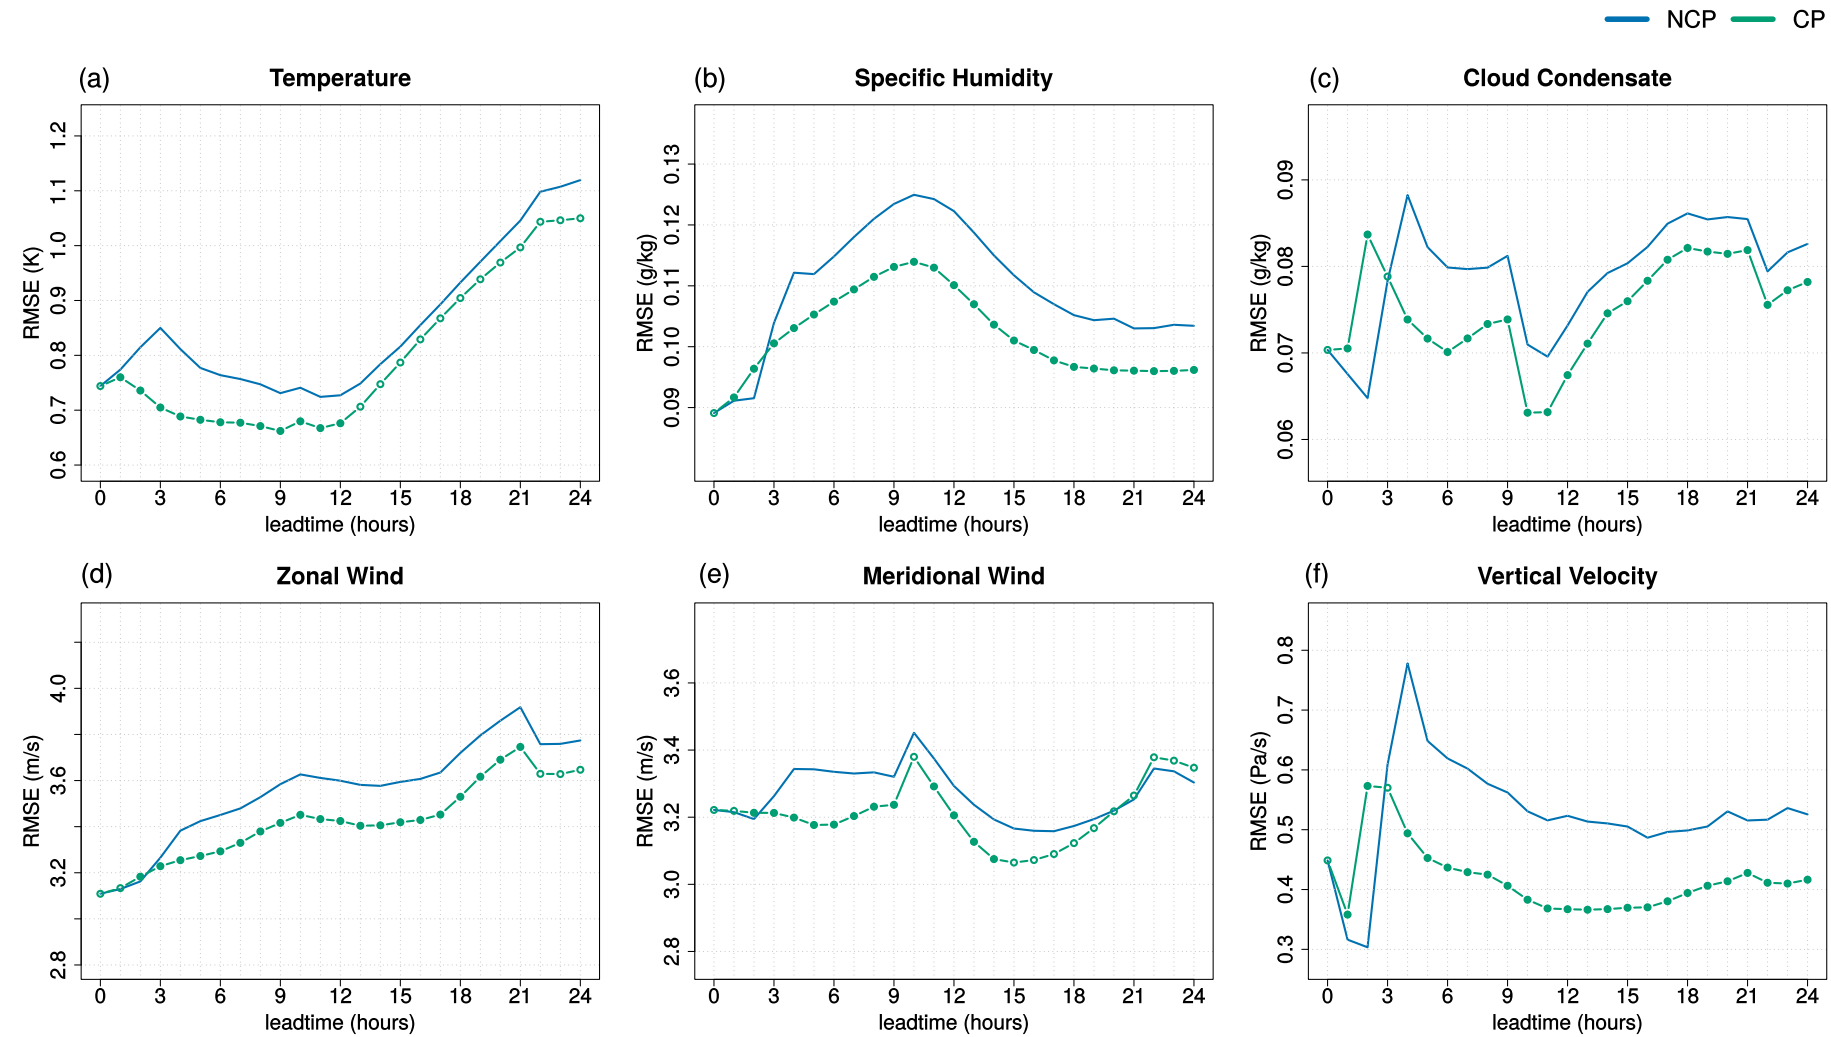 NCP CP
(a) Temperature
RMSE (K)
1.2
1.1
1.0
0.9
0.8
0.7
0.6
0 3 6 9 12 15 18 21 24
leadtime (hours)
(b) Specific Humidity
RMSE (g/kg)
0.13
0.12
0.11
0.10
0.09
0 3 6 9 12 15 18 21 24
leadtime (hours)
(c) Cloud Condensate
RMSE (g/kg)
0.09
0.08
0.07
0.06
0 3 6 9 12 15 18 21 24
leadtime (hours)
(d) Zonal Wind
RMSE (m/s)
4.0
3.6
3.2
2.8
0 3 6 9 12 15 18 21 24
leadtime (hours)
(e) Meridional Wind
RMSE (m/s)
3.6
3.4
3.2
3.0
2.8
0 3 6 9 12 15 18 21 24
leadtime (hours)
(f) Vertical Velocity
RMSE (Pa/s)
0.8
0.7
0.6
0.5
0.4
0.3
0 3 6 9 12 15 18 21 24
leadtime (hours)